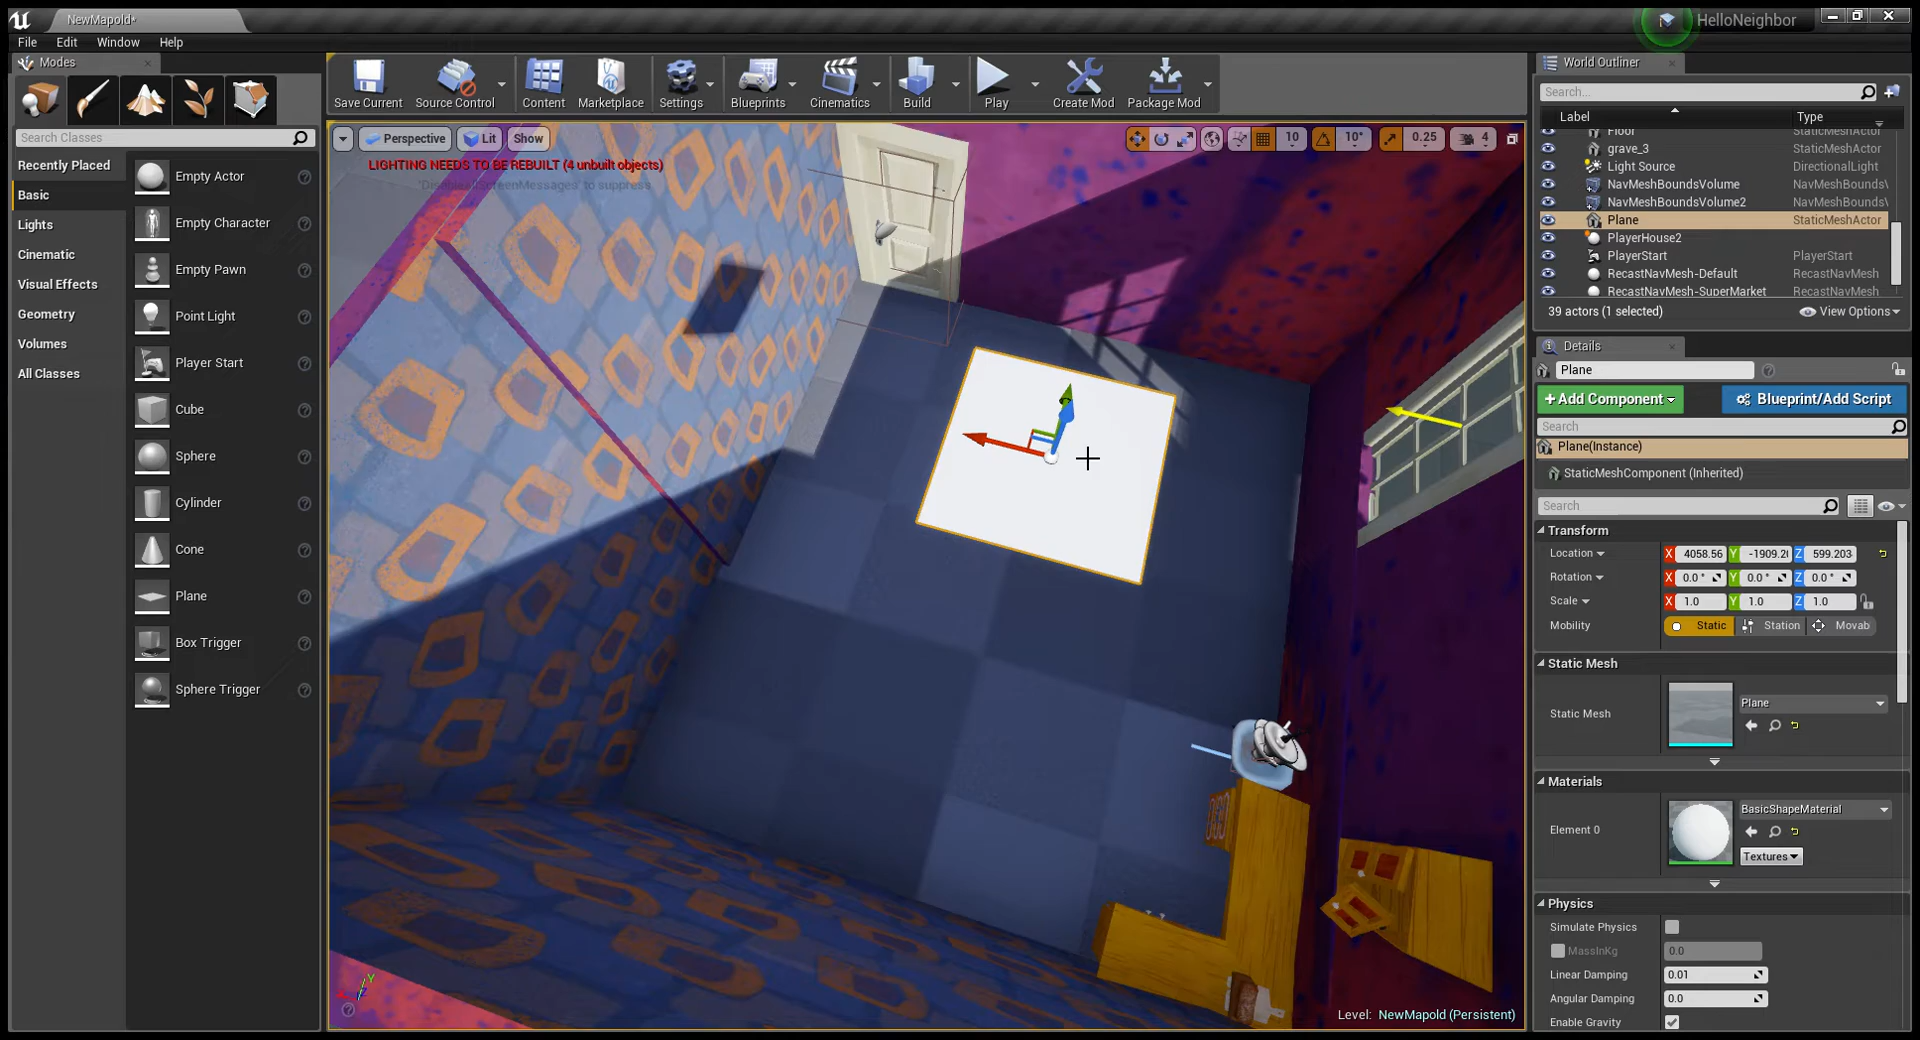 NewMapold*
HelloNeighbor
File Edit Window Help
Modes
Search Classes
Recently Placed
Basic
Lights
Cinematic
Visual Effects
Geometry
Volumes
All Classes
Empty Actor
Empty Character
Empty Pawn
Point Light
Player Start
Cube
Sphere
Cylinder
Cone
Plane
Box Trigger
Sphere Trigger
Save Current
Source Control
Content
Marketplace
Settings
Blueprints
Cinematics
Build
Play
Create Mod
Package Mod
Perspective Lit Show
10 10° 0.25 4
LIGHTING NEEDS TO BE REBUILT (4 unbuilt objects)
'DisableAllScreenMessages' to suppress
Level: NewMapold (Persistent)
World Outliner
Search...
Label Type
Floor StaticMeshActor
grave_3 StaticMeshActor
Light Source DirectionalLight
NavMeshBoundsVolume NavMeshBoundsV
NavMeshBoundsVolume2 NavMeshBoundsV
Plane StaticMeshActor
PlayerHouse2
PlayerStart PlayerStart
RecastNavMesh-Default RecastNavMesh
RecastNavMesh-SuperMarket RecastNavMesh
39 actors (1 selected) View Options
Details
Plane
+Add Component Blueprint/Add Script
Search
Plane(Instance)
StaticMeshComponent (Inherited)
Search
Transform
Location X 4058.56 Y -1909.20 Z 599.203
Rotation X 0.0° Y 0.0° Z 0.0°
Scale X 1.0 Y 1.0 Z 1.0
Mobility Static Station Movab
Static Mesh
Static Mesh Plane
Materials
Element 0 BasicShapeMaterial
Textures
Physics
Simulate Physics
MassInKg 0.0
Linear Damping 0.01
Angular Damping 0.0
Enable Gravity